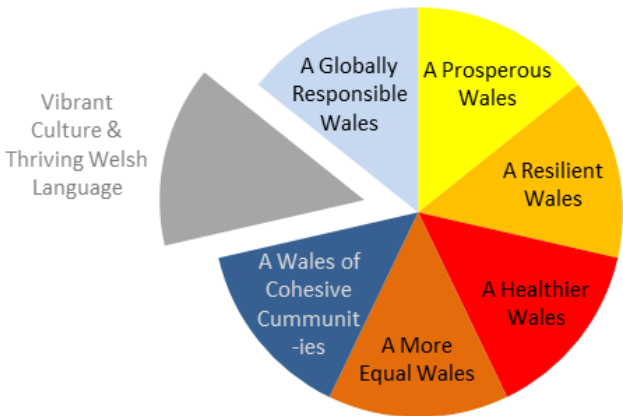 A Globally
Responsible
Wales
A Prosperous
Wales
Vibrant
Culture &
Thriving Welsh
Language
A Resilient
Wales
A Wales of
Cohesive
Cummunit
-ies
A Healthier
Wales
A More
Equal Wales